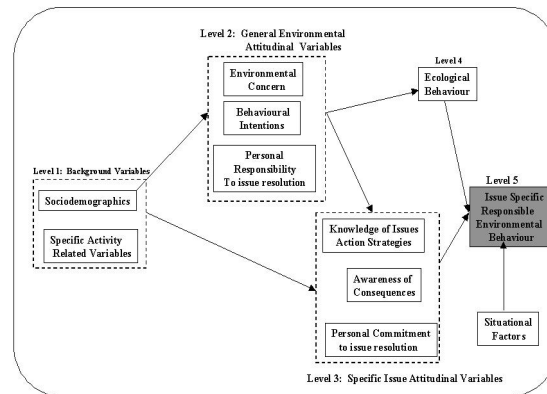 Level 2: General Environmental
Attitudinal Variables
Environmental
Concern
Behavioural
Intentions
Personal
Responsibility
To issue resolution
Level 4
Ecological
Behaviour
Level 1: Background Variables
Sociodemographics
Specific Activity
Related Variables
Level 5
Issue Specific
Responsible
Environmental
Behaviour
Knowledge of Issues
Action Strategies
Awareness of
Consequences
Personal Commitment
to issue resolution
Situational
Factors
Level 3: Specific Issue Attitudinal Variables